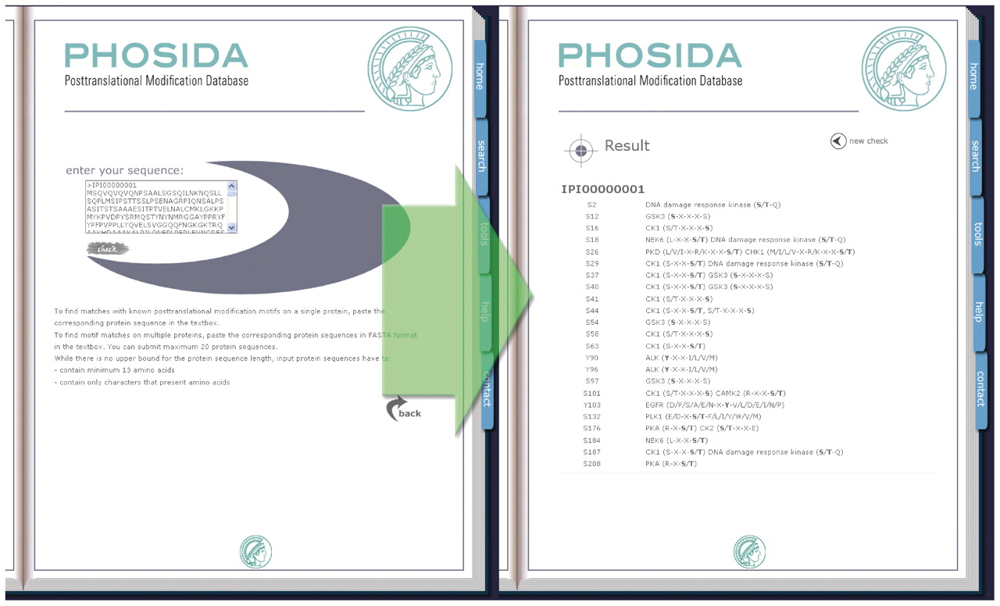 PHOSIDA
Posttranslational Modification Database
home
search
tools
help
contact
enter your sequence:
>IPI00000001
MSQVQVQVQNPSAALSGSQILNKNQSLL
SQPLMSIPSTTSSLPSENAGRPIQNSALPS
ASITSTSAAAESITPTVELNALCMKLGKKP
MYKPVDPYSRMQSTYNYNMRGGAYPPRYF
YPFPVPPLLYQVELSVGGQQFNGKGKTRQ
check
To find matches with known posttranslational modification motifs on a single protein, paste the
corresponding protein sequence in the textbox.
To find motif matches on multiple proteins, paste the corresponding protein sequences in FASTA format
in the textbox. You can submit maximum 20 protein sequences.
While there is no upper bound for the protein sequence length, input protein sequences have to:
- contain minimum 13 amino acids
- contain only characters that present amino acids
back
PHOSIDA
Posttranslational Modification Database
home
search
tools
help
contact
Result
new check
IPI00000001
S2 DNA damage response kinase (S/T-Q)
S12 GSK3 (S-X-X-X-S)
S16 CK1 (S/T-X-X-X-S)
S18 NEK6 (L-X-X-S/T) DNA damage response kinase (S/T-Q)
S26 PKD (L/V/I-X-R/K-X-X-S/T) CHK1 (M/I/L/V-X-R/K-X-X-S/T)
S29 CK1 (S-X-X-S/T) DNA damage response kinase (S/T-Q)
S37 CK1 (S-X-X-S/T) GSK3 (S-X-X-X-S)
S40 CK1 (S-X-X-S/T) GSK3 (S-X-X-X-S)
S41 CK1 (S/T-X-X-X-S)
S44 CK1 (S-X-X-S/T, S/T-X-X-X-S)
S54 GSK3 (S-X-X-X-S)
S58 CK1 (S/T-X-X-X-S)
S63 CK1 (S-X-X-S/T)
Y90 ALK (Y-X-X-I/L/V/M)
Y96 ALK (Y-X-X-I/L/V/M)
S97 GSK3 (S-X-X-X-S)
S101 CK1 (S/T-X-X-X-S) CAMK2 (R-X-X-S/T)
Y103 EGFR (D/P/S/A/E/N-X-Y-V/L/D/E/I/N/P)
S132 PLK1 (E/D-X-S/T-F/L/I/Y/W/V/M)
S176 PKA (R-X-S/T) CK2 (S/T-X-X-E)
S184 NEK6 (L-X-X-S/T)
S187 CK1 (S-X-X-S/T) DNA damage response kinase (S/T-Q)
S208 PKA (R-X-S/T)